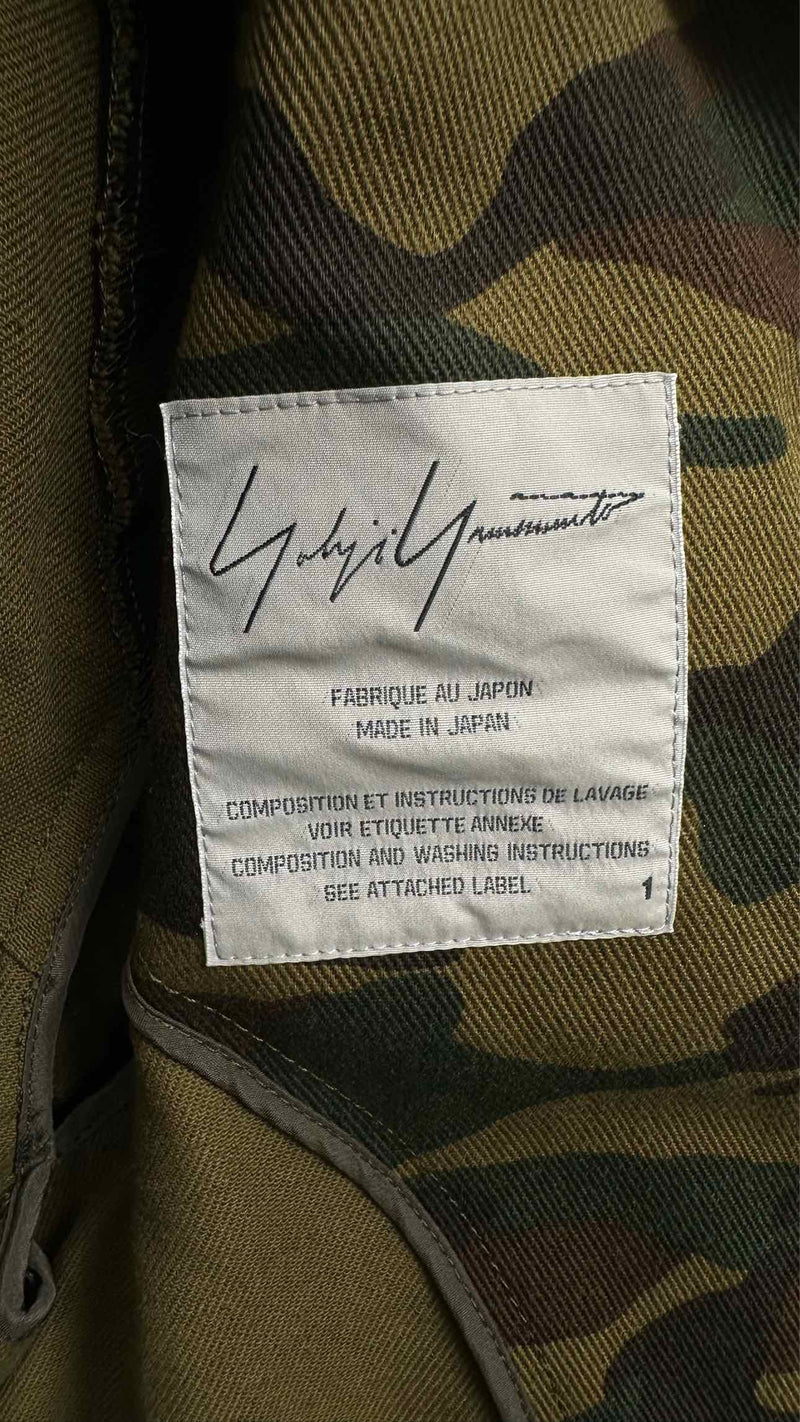 Yohji Yamamoto
FABRIQUE AU JAPON
MADE IN JAPAN
COMPOSITION ET INSTRUCTIONS DE LAVAGE
VOIR ETIQUETTE ANNEXE
COMPOSITION AND WASHING INSTRUCTIONS
SEE ATTACHED LABEL 1